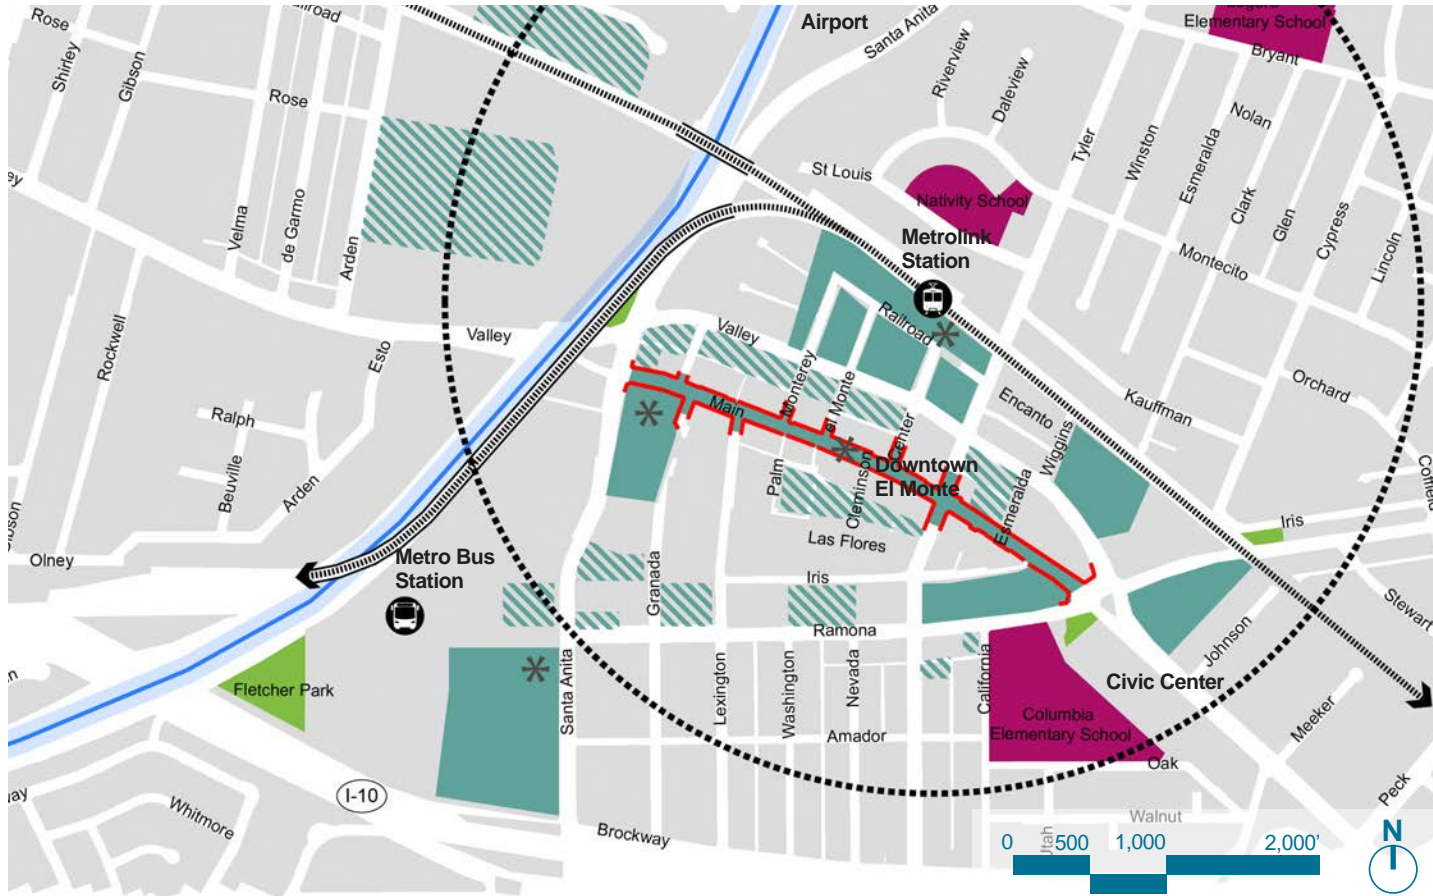 Rose
Shirley
Gibson
Rose
Velma
de Garmo
Arden
Airport
Santa Anita
Riverview
Daleview
Elementary School
Bryant
Nolan
Tyler
Winston
Esmeralda
Clark
Glen
Cypress
Lincoln
Montecito
St Louis
Nativity School
Metrolink
Station
Railroad
Valley
Valley
Rockwell
Esto
Ralph
Beuville
Arden
Olney
Main
Monterey
el Monte
Center
Palm
Cleminson
Downtown
El Monte
Las Flores
Encanto
Wiggins
Esmeralda
Kauffman
Orchard
Iris
Stewart
Johnson
Meeker
Peck
Metro Bus
Station
Granada
Iris
Ramona
Fletcher Park
Santa Anita
Lexington
Washington
Nevada
California
Amador
Columbia
Elementary School
Civic Center
Oak
Walnut
Utah
I-10
Whitmore
Brockway
0 500 1,000 2,000'
N